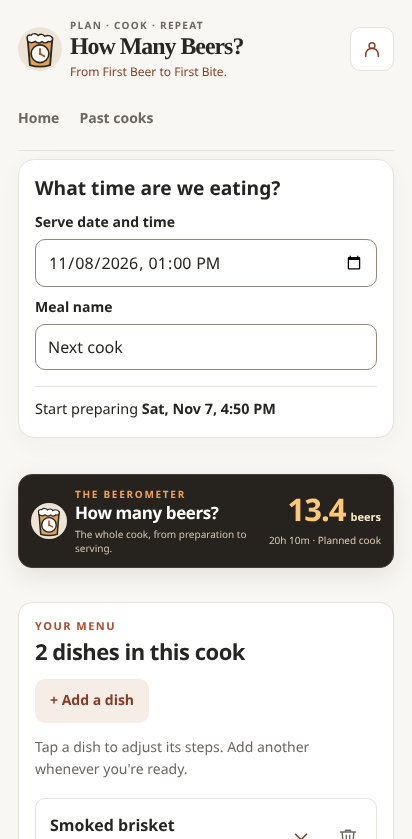 PLAN · COOK · REPEAT
How Many Beers?
From First Beer to First Bite.
Home Past cooks
What time are we eating?
Serve date and time
11/08/2026, 01:00 PM
Meal name
Next cook
Start preparing Sat, Nov 7, 4:50 PM
THE BEEROMETER
How many beers?
The whole cook, from preparation to
serving.
13.4 beers
20h 10m · Planned cook
YOUR MENU
2 dishes in this cook
+ Add a dish
Tap a dish to adjust its steps. Add another
whenever you're ready.
Smoked brisket